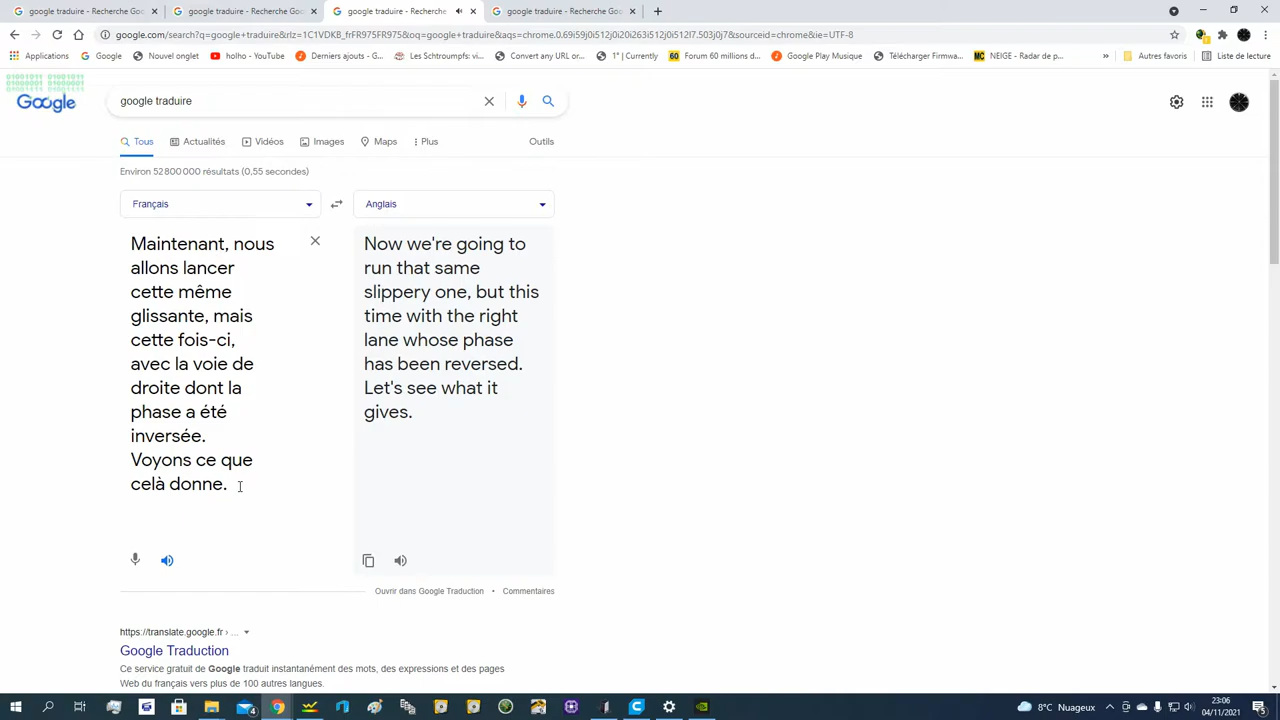 google traduire - Recherche Goo
google traduire - Recherche Goo
google traduire - Recherche
google traduire - Recherche Goo
google.com/search?q=google+traduire&rlz=1C1VDKB_frFR975FR975&oq=google+traduire&aqs=chrome.0.69i59j0i512j0i20i263i512j0i512l7.503j0j7&sourceid=chrome&ie=UTF-8
Applications
Google
Nouvel onglet
holho - YouTube
Derniers ajouts - G...
Les Schtroumpfs: vi...
Convert any URL or...
1° | Currently
Forum 60 millions d...
Google Play Musique
Télécharger Firmwa...
NEIGE - Radar de p...
»
Autres favoris
Liste de lecture
01001011
Google
google traduire
Tous
Actualités
Vidéos
Images
Maps
Plus
Outils
Environ 52 800 000 résultats (0,55 secondes)
Français
Anglais
Maintenant, nous
allons lancer
cette même
glissante, mais
cette fois-ci,
avec la voie de
droite dont la
phase a été
inversée.
Voyons ce que
celà donne.
Now we're going to
run that same
slippery one, but this
time with the right
lane whose phase
has been reversed.
Let's see what it
gives.
Ouvrir dans Google Traduction • Commentaires
https://translate.google.fr › ...
Google Traduction
Ce service gratuit de Google traduit instantanément des mots, des expressions et des pages
Web du français vers plus de 100 autres langues.
8°C Nuageux
23:06
04/11/2021